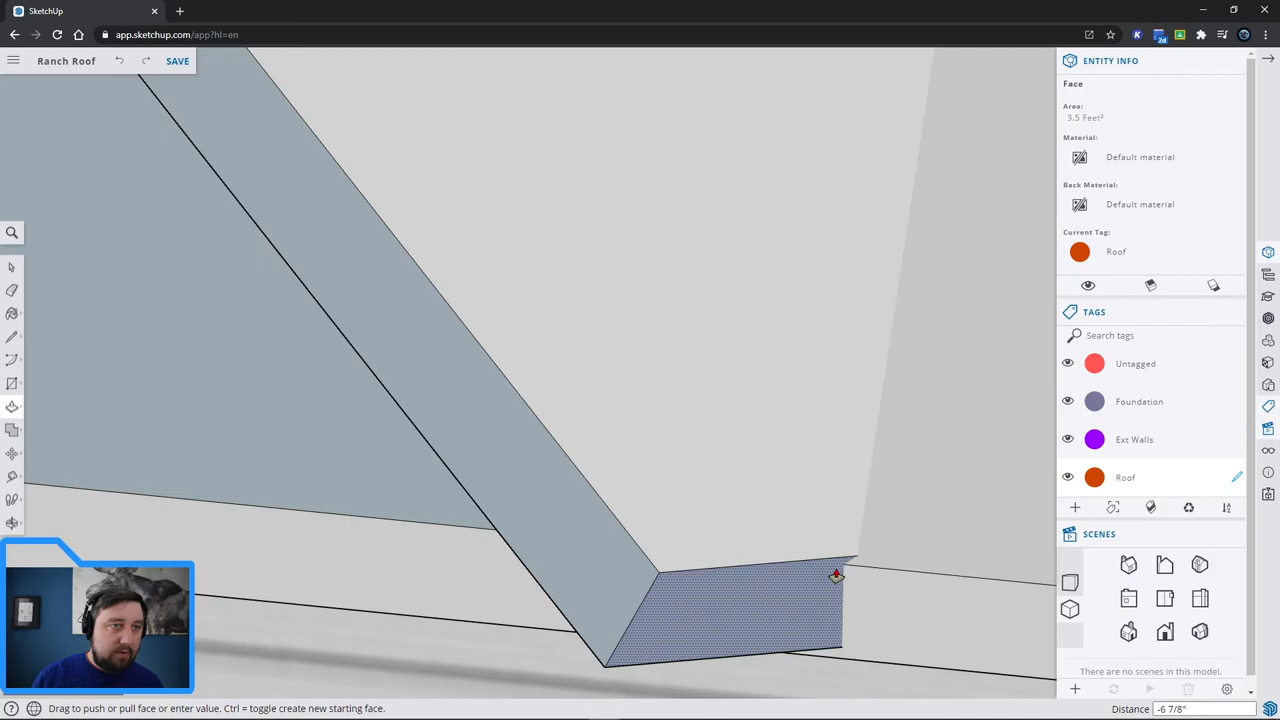 SketchUp
app.sketchup.com/app?hl=en
Ranch Roof
SAVE
ENTITY INFO
Face
Area:
3.5 Feet²
Material:
Default material
Back Material:
Default material
Current Tag:
Roof
TAGS
Search tags
Untagged
Foundation
Ext Walls
Roof
SCENES
There are no scenes in this model.
Drag to push or pull face or enter value. Ctrl = toggle create new starting face.
Distance -6 7/8"